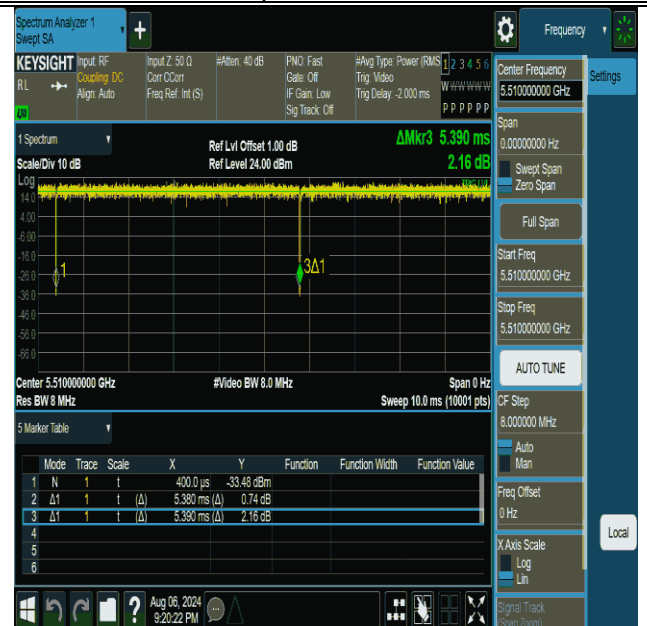 Spectrum Analyzer 1
Swept SA
+
Frequency
KEYSIGHT
RL
Input: RF
Coupling: DC
Align: Auto
Input Z: 50 Ω
Corr CCorr
Freq Ref: Int (S)
#Atten: 40 dB
PNO: Fast
Gate: Off
IF Gain: Low
Sig Track: Off
#Avg Type: Power (RMS
Trig: Video
Trig Delay: -2.000 ms
1 2 3 4 5 6
W W W W W W
P P P P P P
Settings
Center Frequency
5.510000000 GHz
Span
0.00000000 Hz
Swept Span
Zero Span
Full Span
Start Freq
5.510000000 GHz
Stop Freq
5.510000000 GHz
AUTO TUNE
CF Step
8.000000 MHz
Auto
Man
Freq Offset
0 Hz
X Axis Scale
Log
Lin
Signal Track
(Span Zoom)
Local
1 Spectrum
Scale/Div 10 dB
Log
Ref Lvl Offset 1.00 dB
Ref Level 24.00 dBm
ΔMkr3 5.390 ms
2.16 dB
14.0
4.00
-6.00
-16.0
-26.0
-36.0
-46.0
-56.0
-66.0
1
3Δ1
Center 5.510000000 GHz
Res BW 8 MHz
#Video BW 8.0 MHz
Span 0 Hz
Sweep 10.0 ms (10001 pts)
5 Marker Table
Mode Trace Scale X Y Function Function Width Function Value
1 N 1 t 400.0 µs -33.48 dBm
2 Δ1 1 t (Δ) 5.380 ms (Δ) 0.74 dB
3 Δ1 1 t (Δ) 5.390 ms (Δ) 2.16 dB
4
5
6
?
Aug 06, 2024
9:20:22 PM